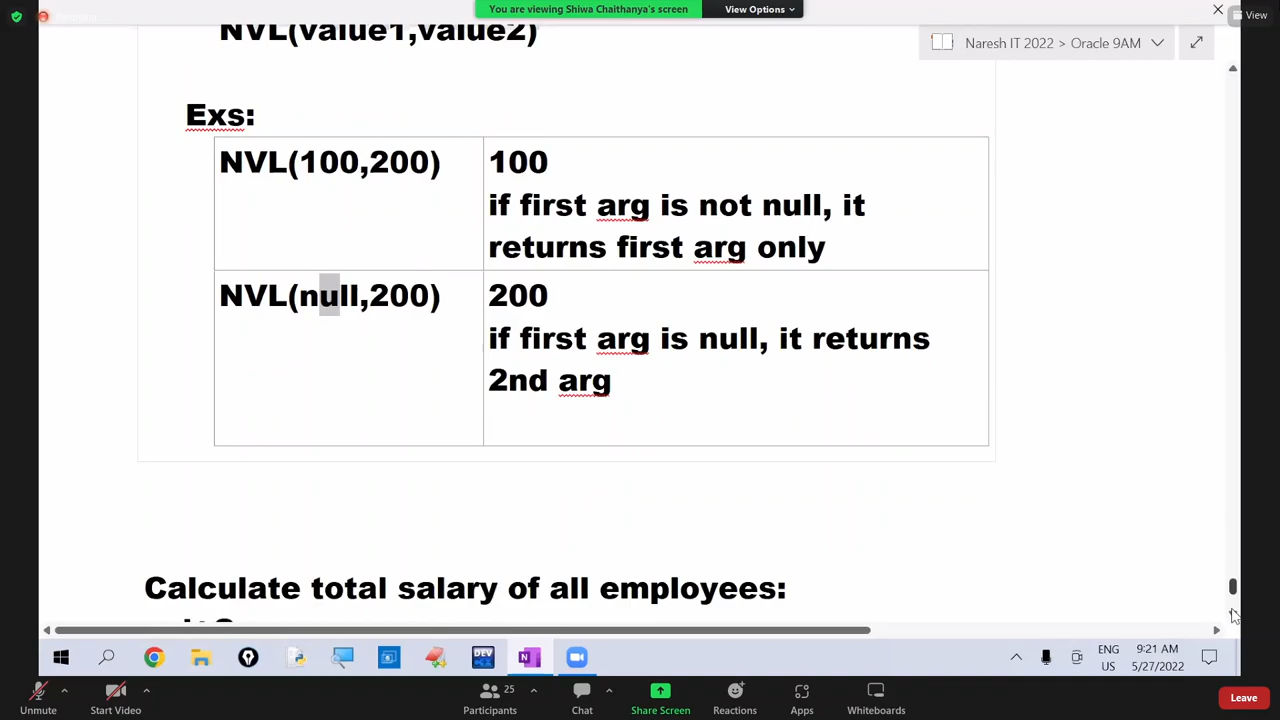 You are viewing Shiwa Chaithanya's screen
View Options
View
NVL(value1,value2)
Naresh IT 2022 > Oracle 9AM
Exs:
NVL(100,200)
100
if first arg is not null, it
returns first arg only
NVL(null,200)
200
if first arg is null, it returns
2nd arg
Calculate total salary of all employees:
DEV
ENG
US
9:21 AM
5/27/2022
Unmute
Start Video
25
Participants
Chat
Share Screen
Reactions
Apps
Whiteboards
Leave